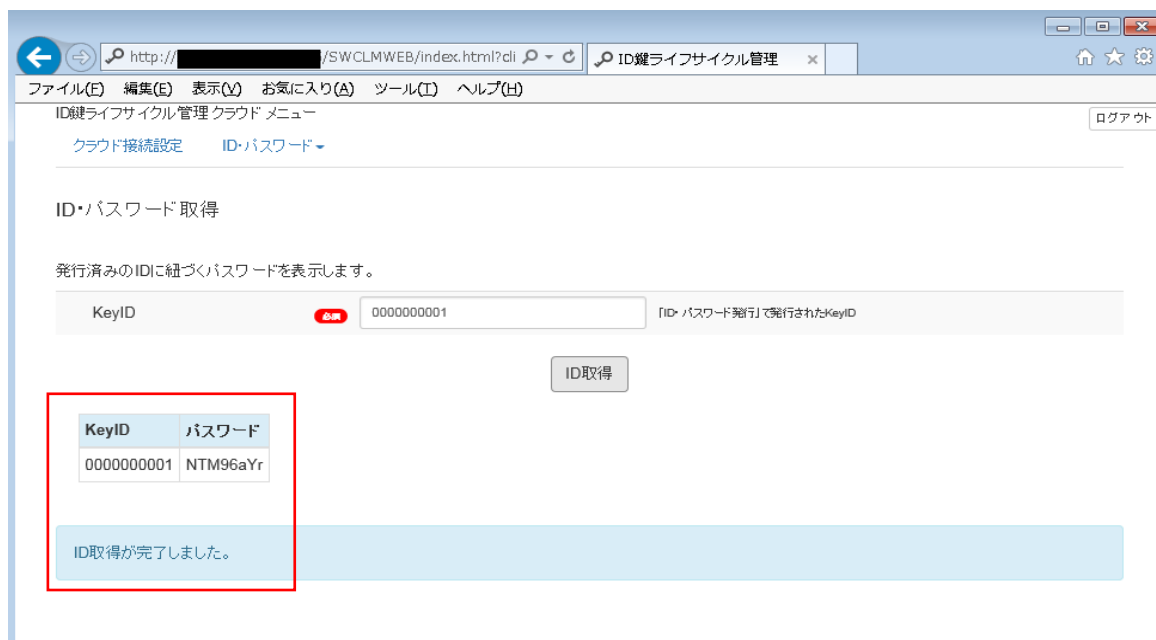 http:// /SWCLMWEB/index.html?cli
ID鍵ライフサイクル管理
ファイル(F) 編集(E) 表示(V) お気に入り(A) ツール(T) ヘルプ(H)
ID鍵ライフサイクル管理 クラウド メニュー
ログアウト
クラウド接続設定 ID・パスワード
ID・パスワード取得
発行済みのIDに紐づくパスワードを表示します。
KeyID 必須 0000000001 「ID・パスワード発行」で発行されたKeyID
ID取得
KeyID パスワード
0000000001 NTM96aYr
ID取得が完了しました。